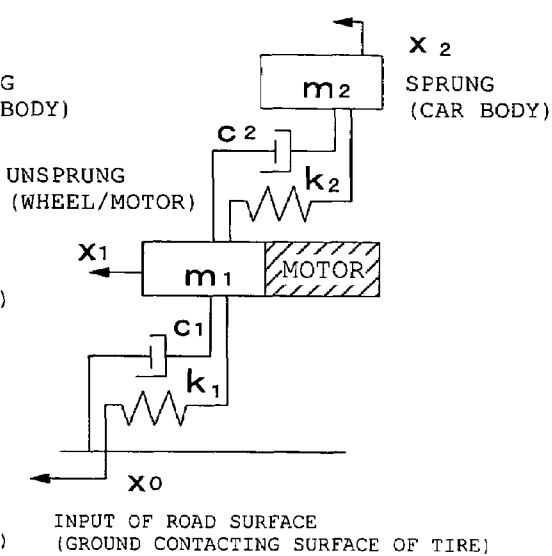 x 2
G
BODY)
m2
SPRUNG
(CAR BODY)
c2
k2
UNSPRUNG
(WHEEL/MOTOR)
x1
m1
MOTOR
)
c1
k1
x0
INPUT OF ROAD SURFACE
) (GROUND CONTACTING SURFACE OF TIRE)